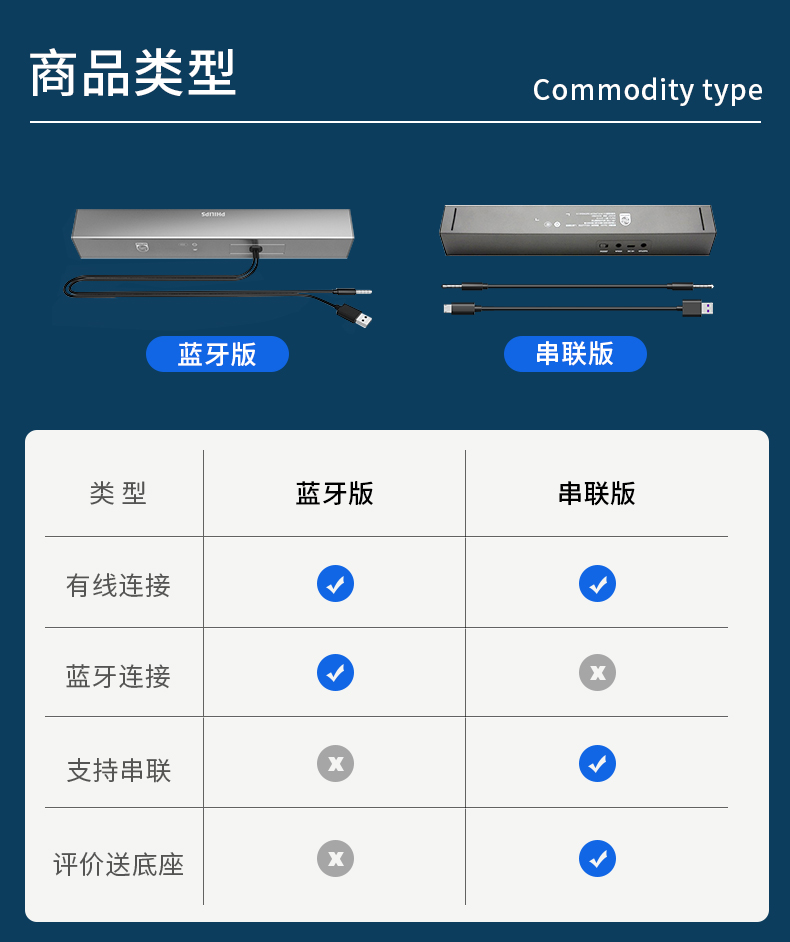 商品类型
Commodity type
PHILIPS
蓝牙版
串联版
类型
蓝牙版
串联版
有线连接
蓝牙连接
支持串联
评价送底座